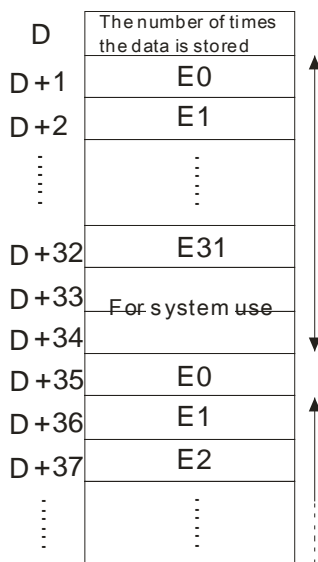 D The number of times
the data is stored
D+1 E0
D+2 E1
D+32 E31
D+33 For system use
D+34
D+35 E0
D+36 E1
D+37 E2